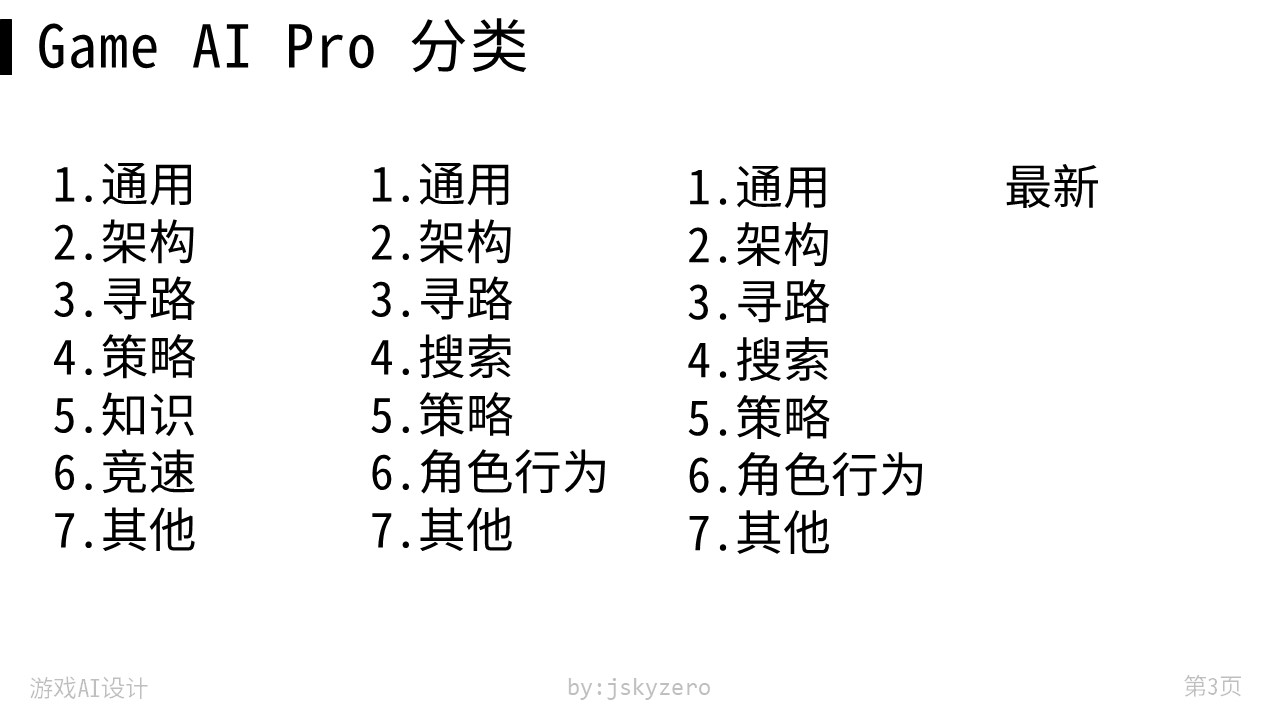 Game AI Pro 分类
1.通用
2.架构
3.寻路
4.策略
5.知识
6.竞速
7.其他
1.通用
2.架构
3.寻路
4.搜索
5.策略
6.角色行为
7.其他
1.通用
2.架构
3.寻路
4.搜索
5.策略
6.角色行为
7.其他
最新
游戏AI设计
by:jskyzero
第3页